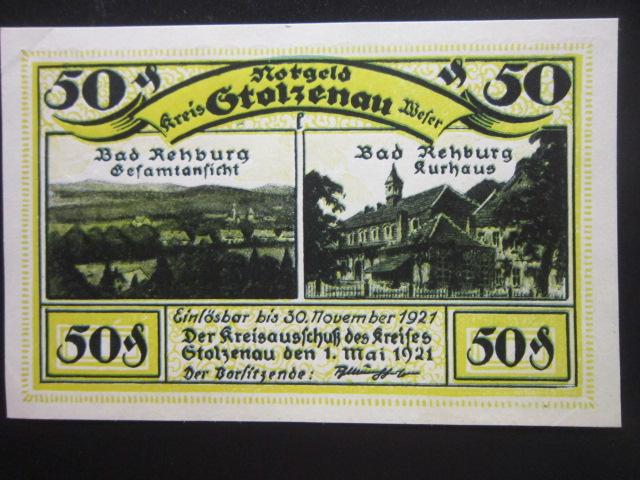 50 ₰ Notgeld ₰ 50
Kreis Stolzenau Weser
Bad Rehburg
Gesamtansicht
Bad Rehburg
Kurhaus
50 ₰
Einlösbar bis 30. November 1921
Der Kreisausschuß des Kreises
Stolzenau den 1. Mai 1921
Der Vorsitzende:
50 ₰